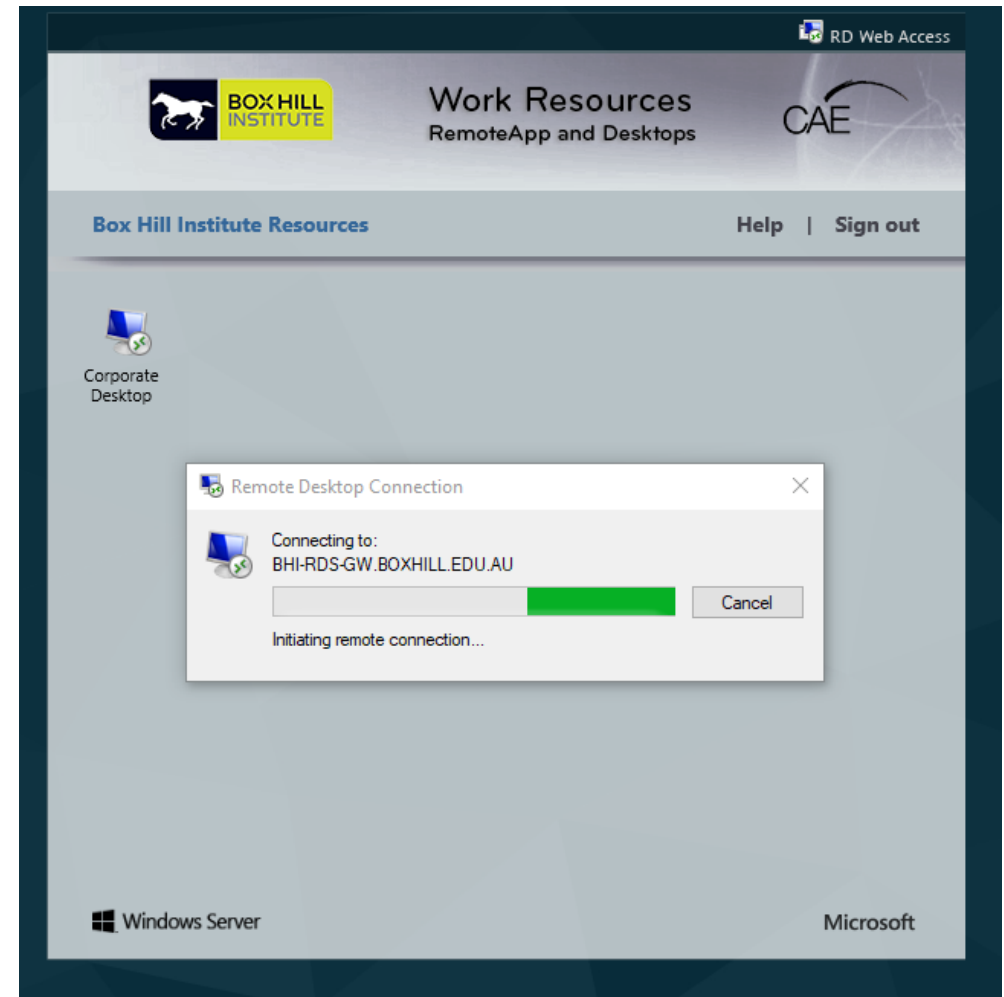 RD Web Access
BOX HILL
INSTITUTE
Work Resources
RemoteApp and Desktops
CAE
Box Hill Institute Resources
Help | Sign out
Corporate
Desktop
Remote Desktop Connection
Connecting to:
BHI-RDS-GW.BOXHILL.EDU.AU
Cancel
Initiating remote connection...
Windows Server
Microsoft